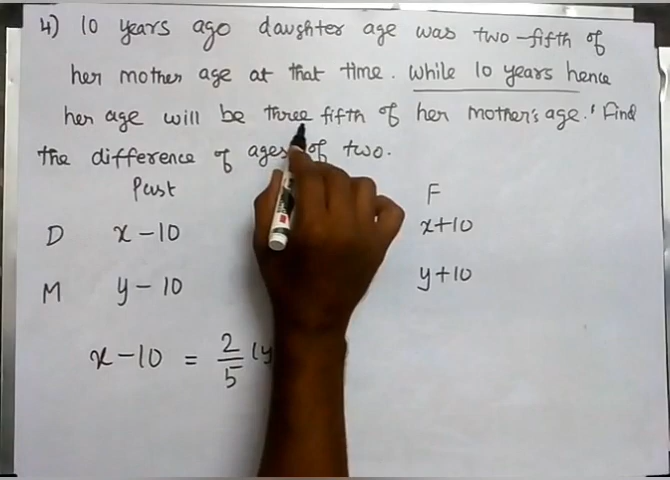 4) 10 years ago daughter age was two-fifth of
her mother age at that time. while 10 years hence
her age will be three fifth of her mother's age. Find
the difference of ages of two.
Past F
D x-10 x+10
M y-10 y+10
x-10 = 2/5 (y